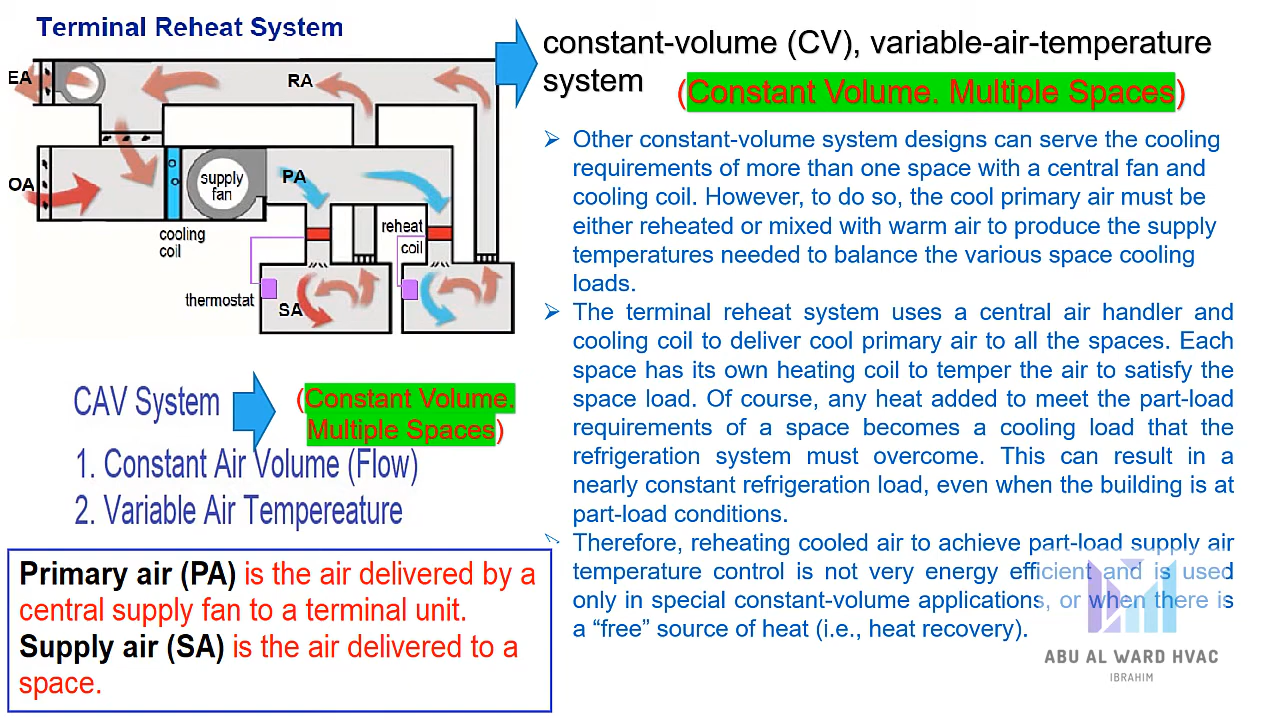 Terminal Reheat System
EA
RA
OA
supply
fan
PA
cooling
coil
reheat
coil
thermostat
SA
CAV System
(Constant Volume.
Multiple Spaces)
1. Constant Air Volume (Flow)
2. Variable Air Tempereature
Primary air (PA) is the air delivered by a
central supply fan to a terminal unit.
Supply air (SA) is the air delivered to a
space.
constant-volume (CV), variable-air-temperature
system (Constant Volume. Multiple Spaces)
Other constant-volume system designs can serve the cooling
requirements of more than one space with a central fan and
cooling coil. However, to do so, the cool primary air must be
either reheated or mixed with warm air to produce the supply
temperatures needed to balance the various space cooling
loads.
The terminal reheat system uses a central air handler and
cooling coil to deliver cool primary air to all the spaces. Each
space has its own heating coil to temper the air to satisfy the
space load. Of course, any heat added to meet the part-load
requirements of a space becomes a cooling load that the
refrigeration system must overcome. This can result in a
nearly constant refrigeration load, even when the building is at
part-load conditions.
Therefore, reheating cooled air to achieve part-load supply air
temperature control is not very energy efficient and is used
only in special constant-volume applications, or when there is
a “free” source of heat (i.e., heat recovery).
ABU AL WARD HVAC
IBRAHIM